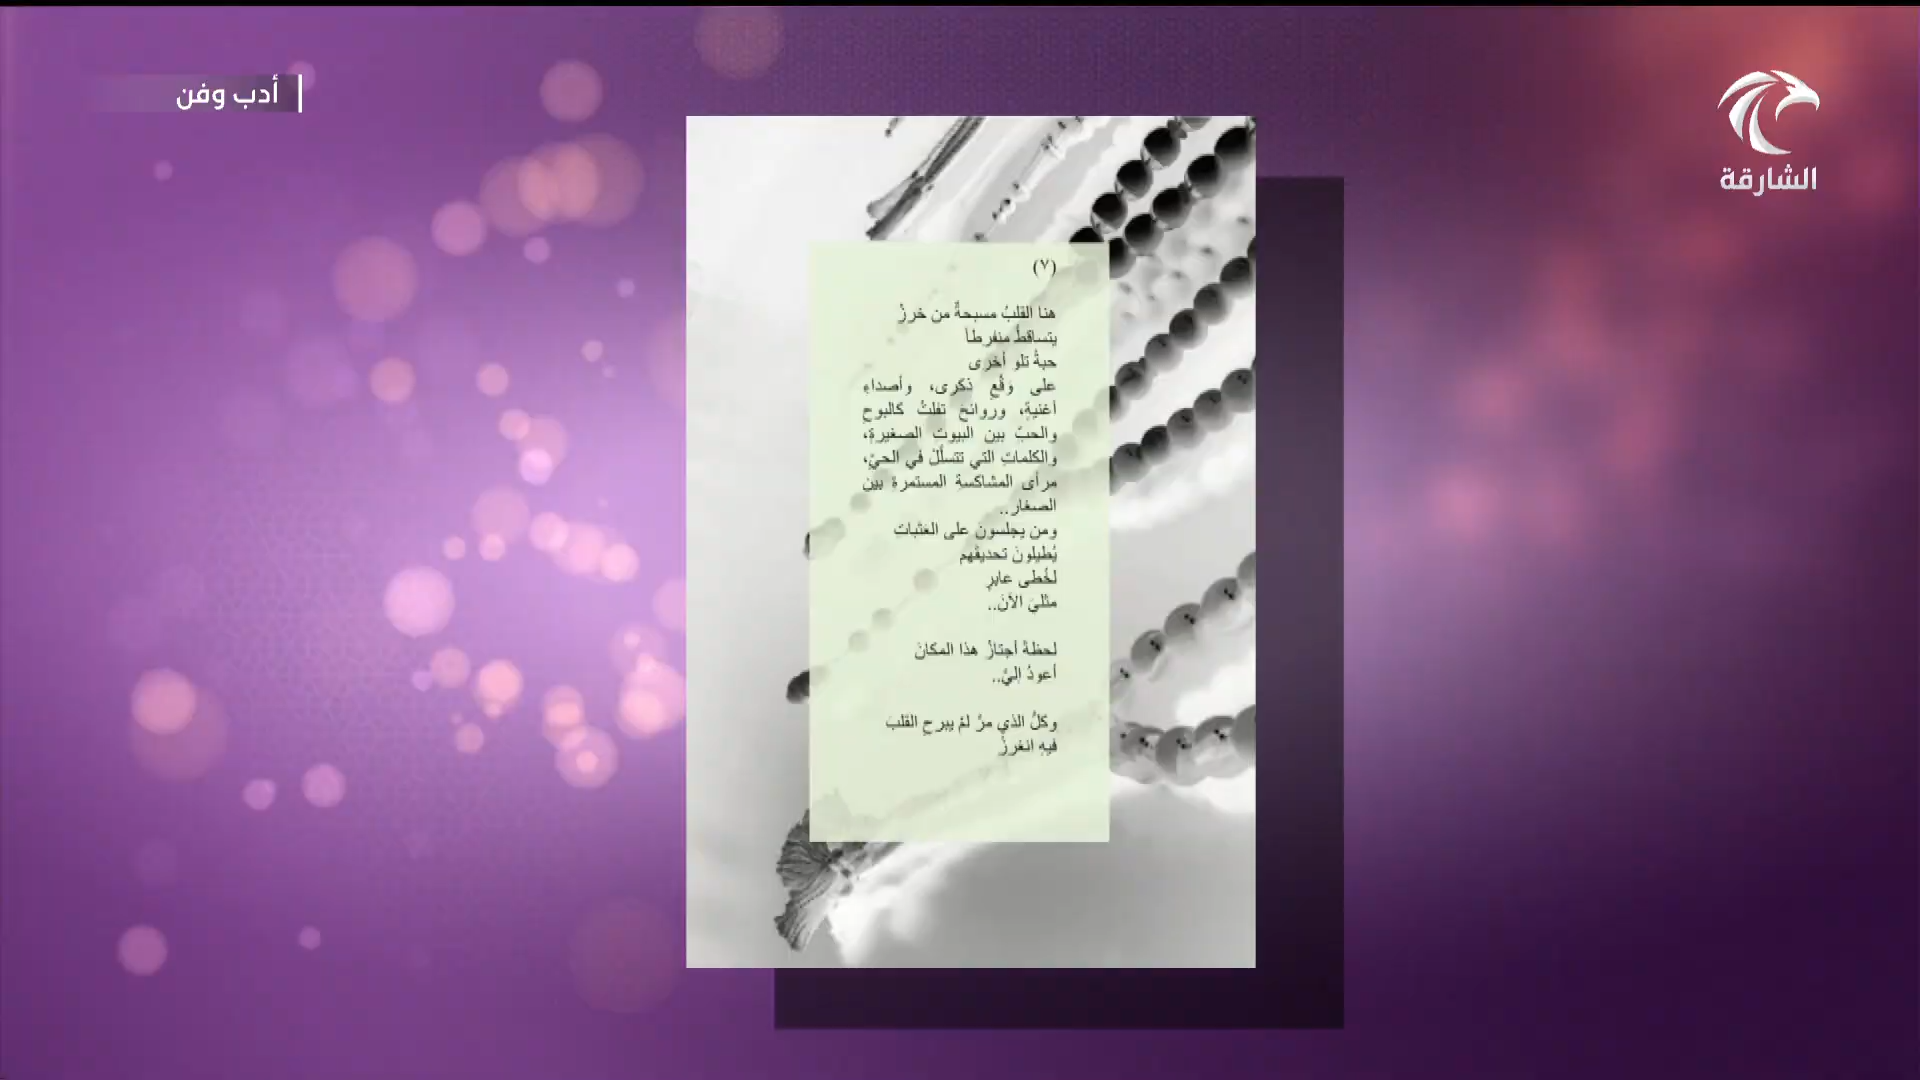 أدب وفن
الشارقة
(٧)
هنا القلبُ مسبحةٌ من خرزْ
يتساقطُ منفرطاً
حبةً تلو أخرى
على وَقْعِ ذكرى، وأصداءِ
أغنيةٍ، وروائحَ تفلتُ كالبوحِ
والحبِّ بين البيوتِ الصغيرةِ،
والكلماتِ التي تتسلَّلُ في الحيِّ،
مرأى المشاكسةِ المستمرةِ بينَ
الصغار..
ومن يجلسونَ على العَتَباتِ
يُطيلونَ تحديقَهم
لخُطى عابرٍ
مثليَ الآنَ..
لحظةَ أجتازُ هذا المكانَ
أعودُ إليَّ..
وكلُّ الذي مرَّ لمْ يبرحِ القلبَ
فيهِ انغرزْ